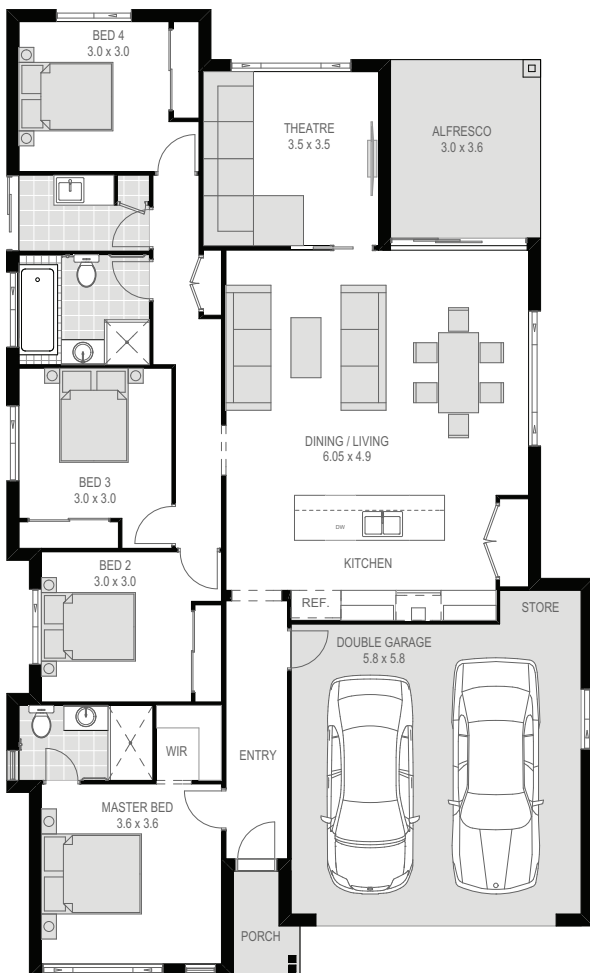 BED 4
3.0 x 3.0
THEATRE
3.5 x 3.5
ALFRESCO
3.0 x 3.6
DINING / LIVING
6.05 x 4.9
BED 3
3.0 x 3.0
DW
KITCHEN
BED 2
3.0 x 3.0
REF.
STORE
DOUBLE GARAGE
5.8 x 5.8
WIR
ENTRY
MASTER BED
3.6 x 3.6
PORCH